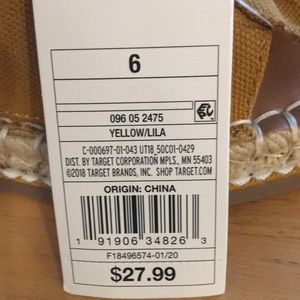 6
096 05 2475
YELLOW/LILA
C-000697-01-043 UT18_50C01-0429
DIST. BY TARGET CORPORATION MPLS., MN 55403
©2018 TARGET BRANDS, INC. SHOP TARGET.COM
ORIGIN: CHINA
1 91906 34826 3
F18496574-01/20
$27.99